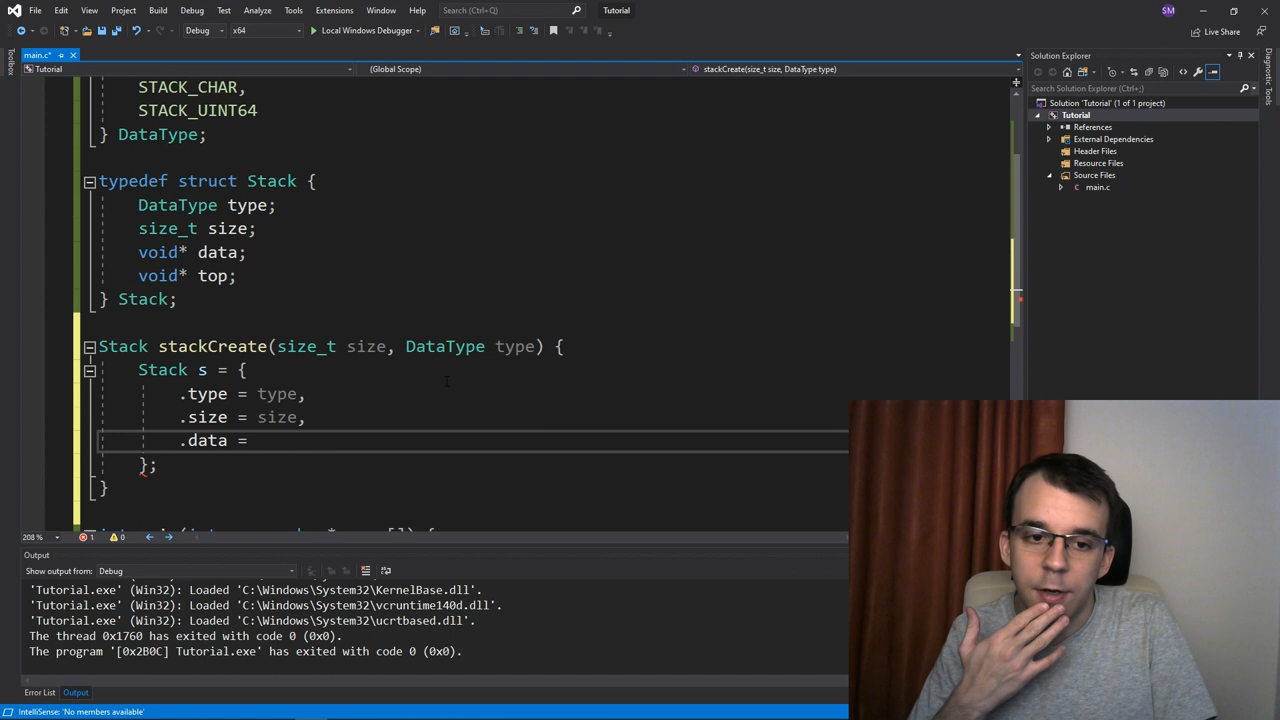 File Edit View Git Project Build Debug Test Analyze Tools Extensions Window Help Search (Ctrl+Q) Tutorial SM
Debug x64 Local Windows Debugger Live Share
main.c*
Tutorial (Global Scope) stackCreate(size_t size, DataType type)
Toolbox
STACK_CHAR,
STACK_UINT64
} DataType;
typedef struct Stack {
DataType type;
size_t size;
void* data;
void* top;
} Stack;
Stack stackCreate(size_t size, DataType type) {
Stack s = {
.type = type,
.size = size,
.data =
};
}
208 % 1 0
Output
Show output from: Debug
'Tutorial.exe' (Win32): Loaded 'C:\Windows\System32\KernelBase.dll'.
'Tutorial.exe' (Win32): Loaded 'C:\Windows\System32\vcruntime140d.dll'.
'Tutorial.exe' (Win32): Loaded 'C:\Windows\System32\ucrtbased.dll'.
The thread 0x1760 has exited with code 0 (0x0).
The program '[0x2B0C] Tutorial.exe' has exited with code 0 (0x0).
Error List Output
IntelliSense: 'No members available'
Solution Explorer
Search Solution Explorer (Ctrl+;)
Solution 'Tutorial' (1 of 1 project)
Tutorial
References
External Dependencies
Header Files
Resource Files
Source Files
main.c
Diagnostic Tools